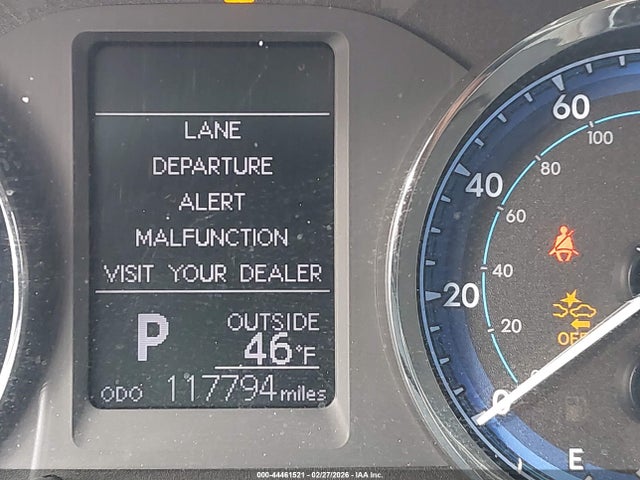 LANE
DEPARTURE
ALERT
MALFUNCTION
VISIT YOUR DEALER
P
OUTSIDE
46°F
ODO 117794 miles
60
100
80
40
60
40
20
20
OFF
0
E
000-44461521 - 02/27/2026 - IAA Inc.